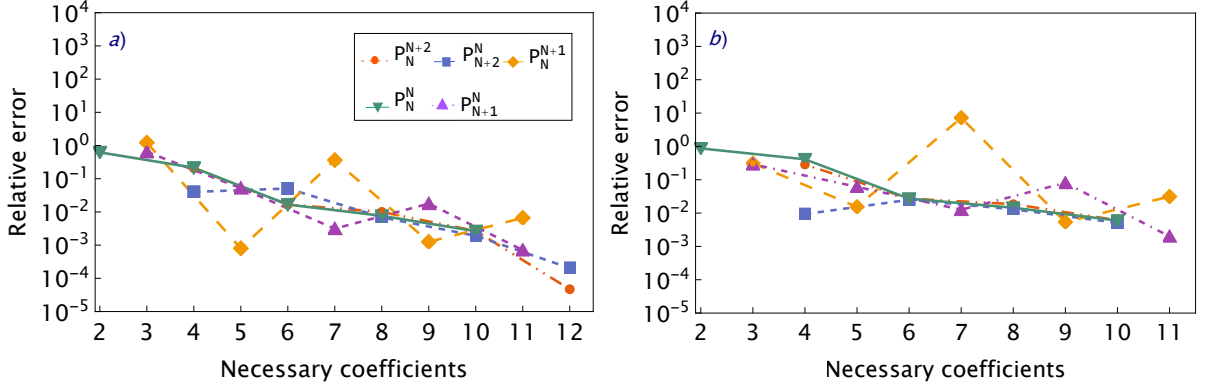 a)
P_N^{N+2} P_{N+2}^N P_N^{N+1}
P_N^N P_{N+1}^N
Relative error
10^4
10^3
10^2
10^1
10^0
10^{-1}
10^{-2}
10^{-3}
10^{-4}
10^{-5}
2 3 4 5 6 7 8 9 10 11 12
Necessary coefficients
b)
Relative error
10^4
10^3
10^2
10^1
10^0
10^{-1}
10^{-2}
10^{-3}
10^{-4}
10^{-5}
2 3 4 5 6 7 8 9 10 11
Necessary coefficients